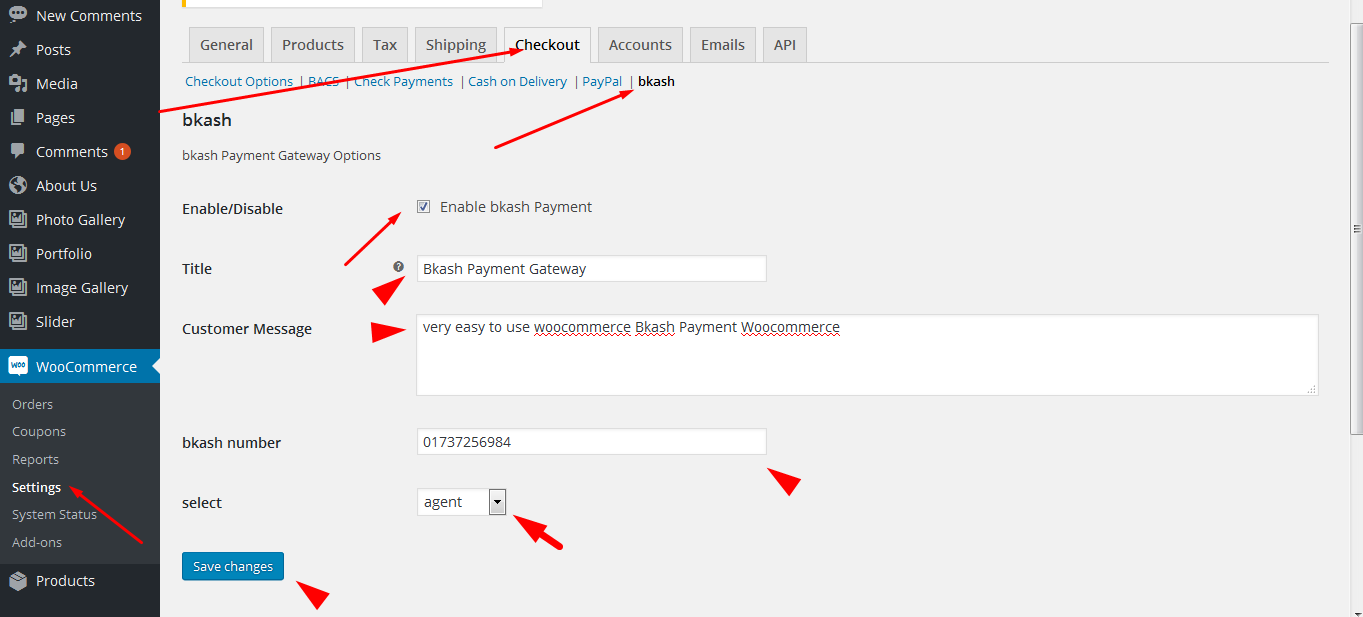 New Comments
Posts
Media
Pages
Comments 1
About Us
Photo Gallery
Portfolio
Image Gallery
Slider
woo WooCommerce
Orders
Coupons
Reports
Settings
System Status
Add-ons
Products
General Products Tax Shipping Checkout Accounts Emails API
Checkout Options | BACS | Check Payments | Cash on Delivery | PayPal | bkash
bkash
bkash Payment Gateway Options
Enable/Disable Enable bkash Payment
Title ? Bkash Payment Gateway
Customer Message very easy to use woocommerce Bkash Payment Woocommerce
bkash number 01737256984
select agent
Save changes